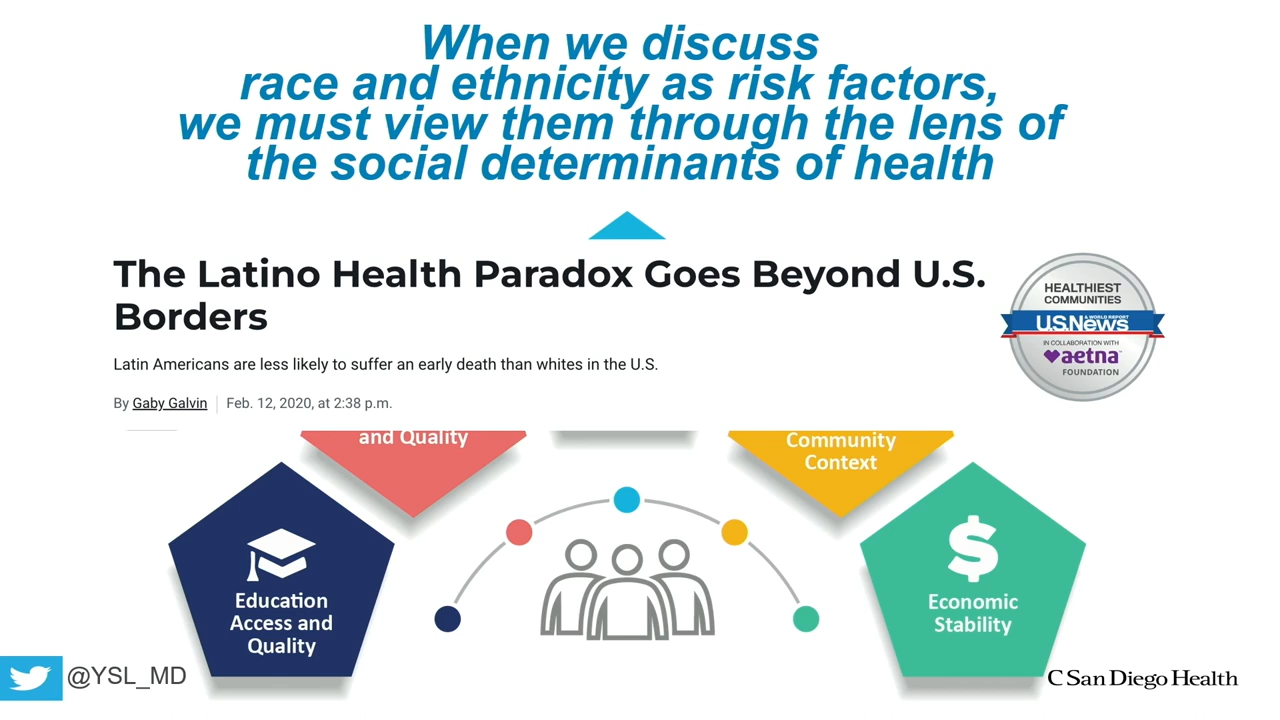 When we discuss
race and ethnicity as risk factors,
we must view them through the lens of
the social determinants of health
The Latino Health Paradox Goes Beyond U.S.
Borders
Latin Americans are less likely to suffer an early death than whites in the U.S.
By Gaby Galvin Feb. 12, 2020, at 2:38 p.m.
HEALTHIEST
COMMUNITIES
U.S.News
& WORLD REPORT
IN COLLABORATION WITH
aetna
FOUNDATION
and Quality
Community
Context
Education
Access and
Quality
Economic
Stability
@YSL_MD
C San Diego Health